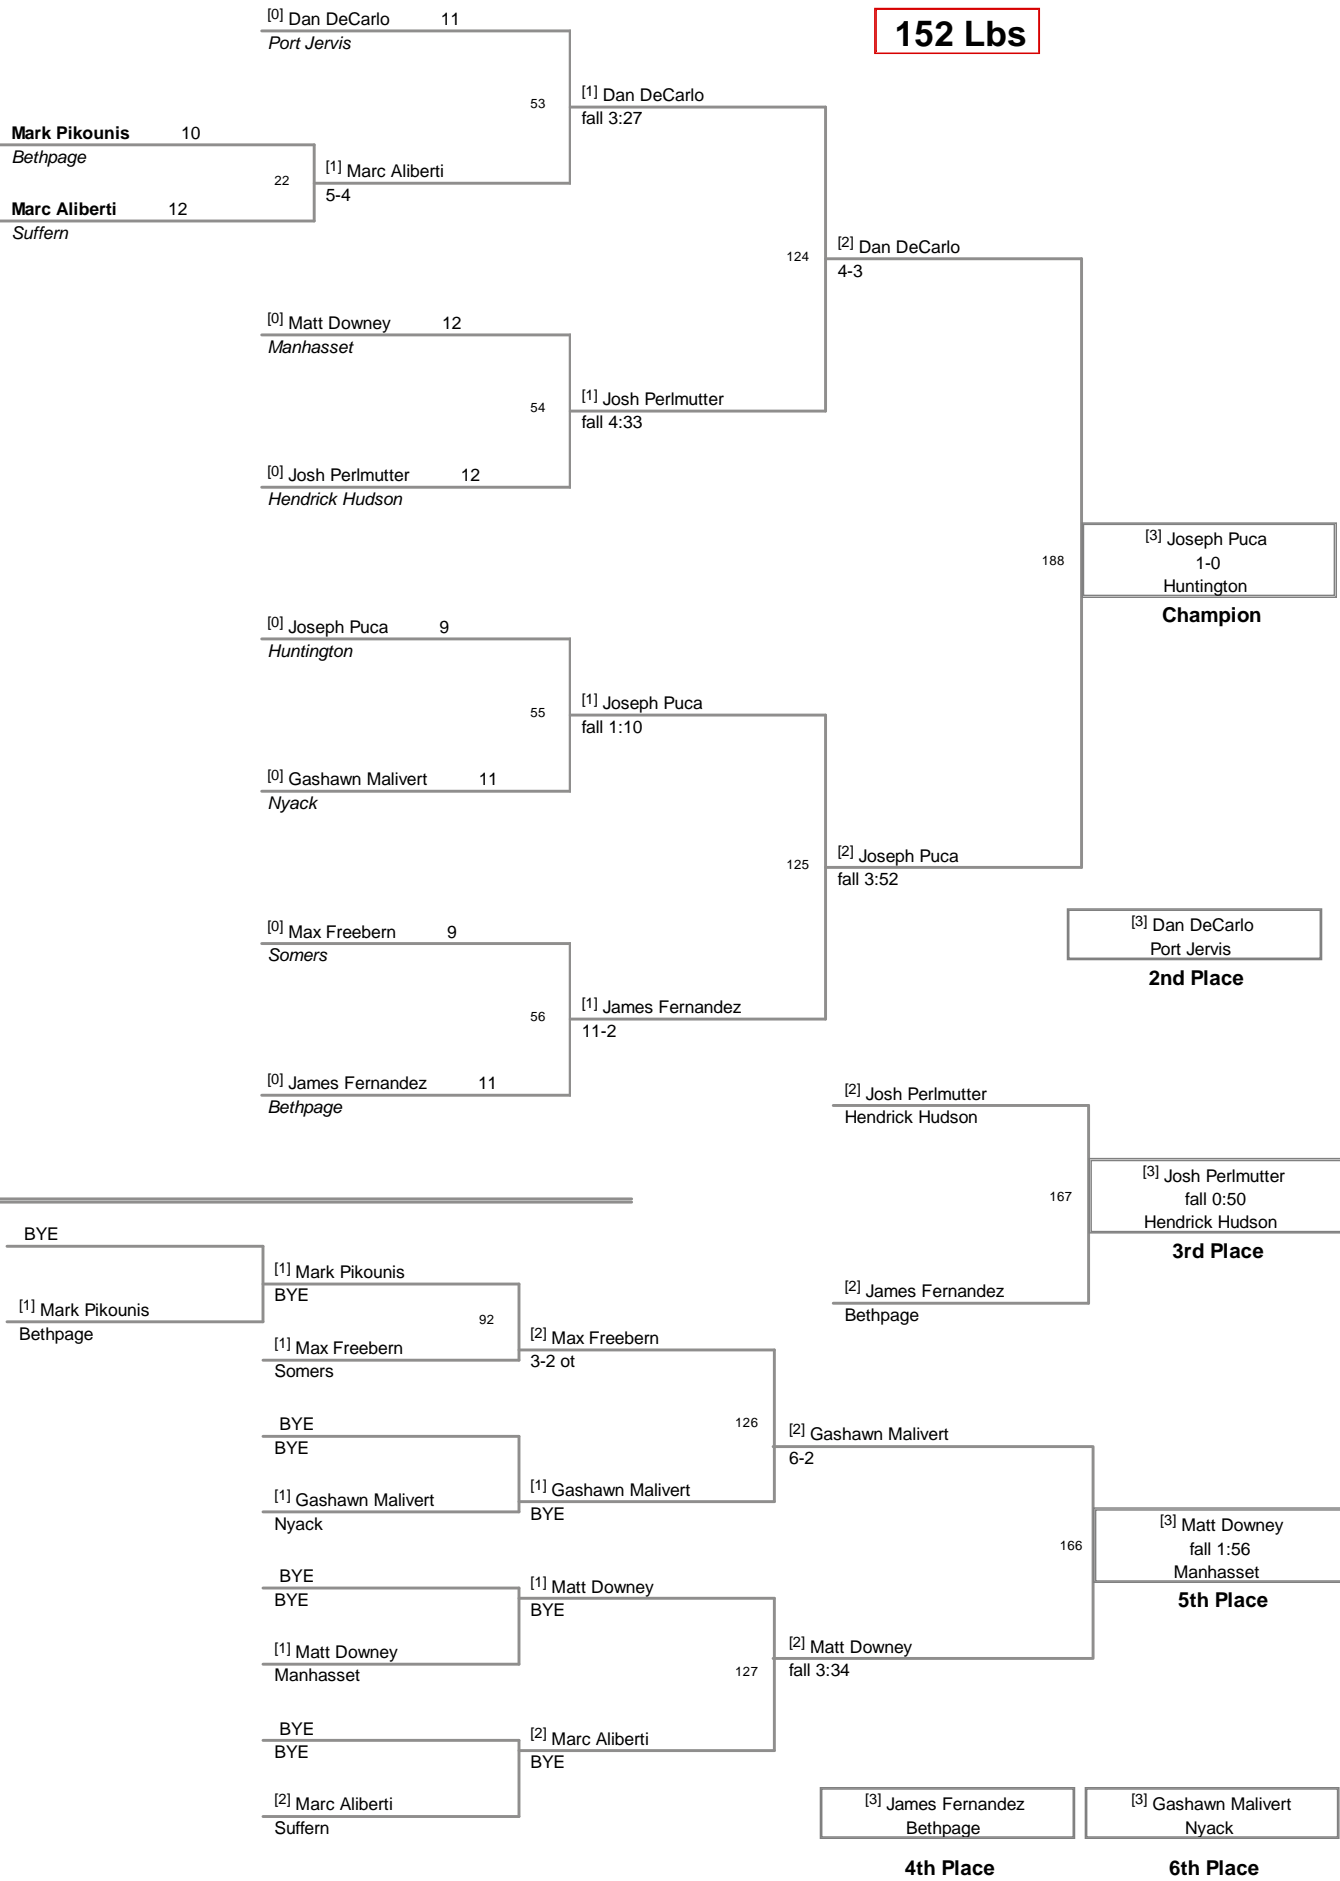 [0] Dan DeCarlo 11
Port Jervis
152 Lbs
53
[1] Dan DeCarlo
fall 3:27
Mark Pikounis 10
Bethpage
22
[1] Marc Aliberti
5-4
Marc Aliberti 12
Suffern
124
[2] Dan DeCarlo
4-3
[0] Matt Downey 12
Manhasset
54
[1] Josh Perlmutter
fall 4:33
[0] Josh Perlmutter 12
Hendrick Hudson
188
[3] Joseph Puca
1-0
Huntington
Champion
[0] Joseph Puca 9
Huntington
55
[1] Joseph Puca
fall 1:10
[0] Gashawn Malivert 11
Nyack
125
[2] Joseph Puca
fall 3:52
[0] Max Freebern 9
Somers
[3] Dan DeCarlo
Port Jervis
2nd Place
56
[1] James Fernandez
11-2
[0] James Fernandez 11
Bethpage
[2] Josh Perlmutter
Hendrick Hudson
167
[3] Josh Perlmutter
fall 0:50
Hendrick Hudson
3rd Place
[2] James Fernandez
Bethpage
BYE
[1] Mark Pikounis
BYE
[1] Mark Pikounis
Bethpage
92
[1] Max Freebern
Somers
[2] Max Freebern
3-2 ot
BYE
BYE
126
[2] Gashawn Malivert
6-2
[1] Gashawn Malivert
Nyack
[1] Gashawn Malivert
BYE
166
[3] Matt Downey
fall 1:56
Manhasset
5th Place
BYE
BYE
[1] Matt Downey
BYE
[1] Matt Downey
Manhasset
127
[2] Matt Downey
fall 3:34
BYE
BYE
[2] Marc Aliberti
BYE
[2] Marc Aliberti
Suffern
[3] James Fernandez
Bethpage
4th Place
[3] Gashawn Malivert
Nyack
6th Place